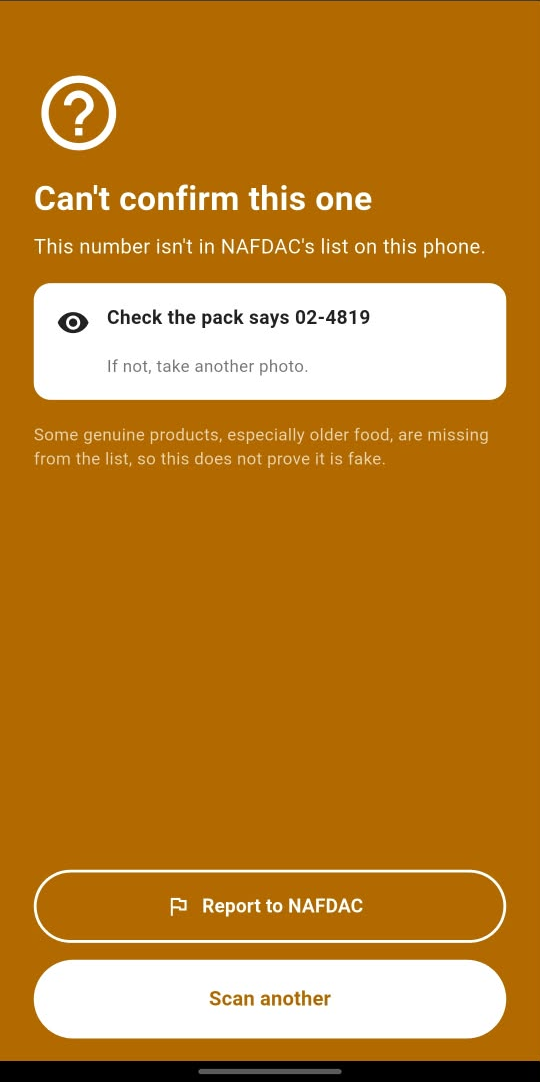 Can't confirm this one
This number isn't in NAFDAC's list on this phone.
Check the pack says 02-4819
If not, take another photo.
Some genuine products, especially older food, are missing
from the list, so this does not prove it is fake.
Report to NAFDAC
Scan another